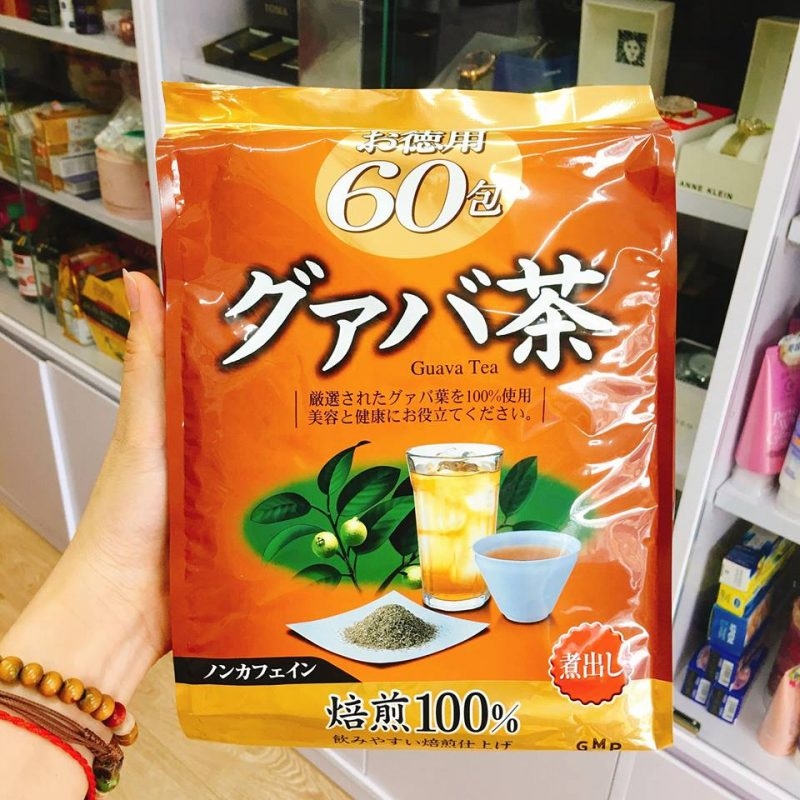 お徳用
60包
グァバ茶
Guava Tea
厳選されたグァバ葉を100%使用
美容と健康にお役立てください。
ノンカフェイン
煮出し
焙煎100%
飲みやすい焙煎仕上げ
GMP
ANNE KLEIN